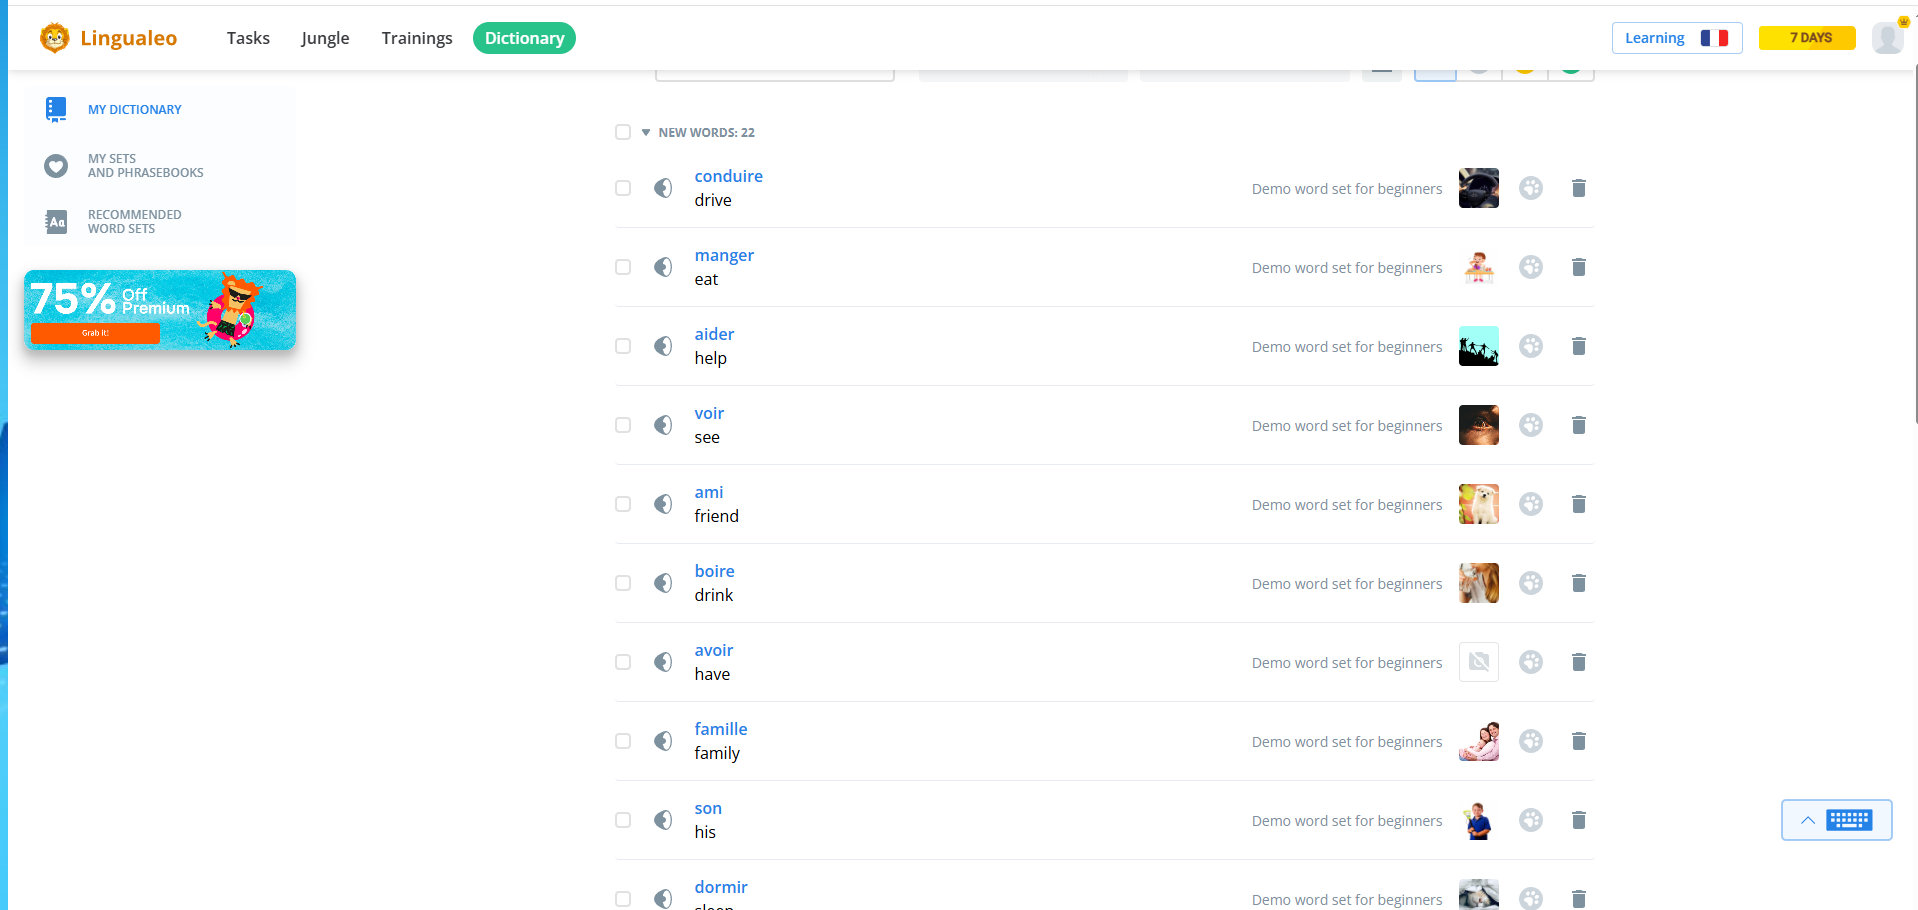 Lingualeo
Tasks
Jungle
Trainings
Dictionary
Learning
7 DAYS
MY DICTIONARY
MY SETS
AND PHRASEBOOKS
RECOMMENDED
WORD SETS
75% Off
Premium
Grab it!
NEW WORDS: 22
conduire
drive
Demo word set for beginners
manger
eat
Demo word set for beginners
aider
help
Demo word set for beginners
voir
see
Demo word set for beginners
ami
friend
Demo word set for beginners
boire
drink
Demo word set for beginners
avoir
have
Demo word set for beginners
famille
family
Demo word set for beginners
son
his
Demo word set for beginners
dormir
sleep
Demo word set for beginners